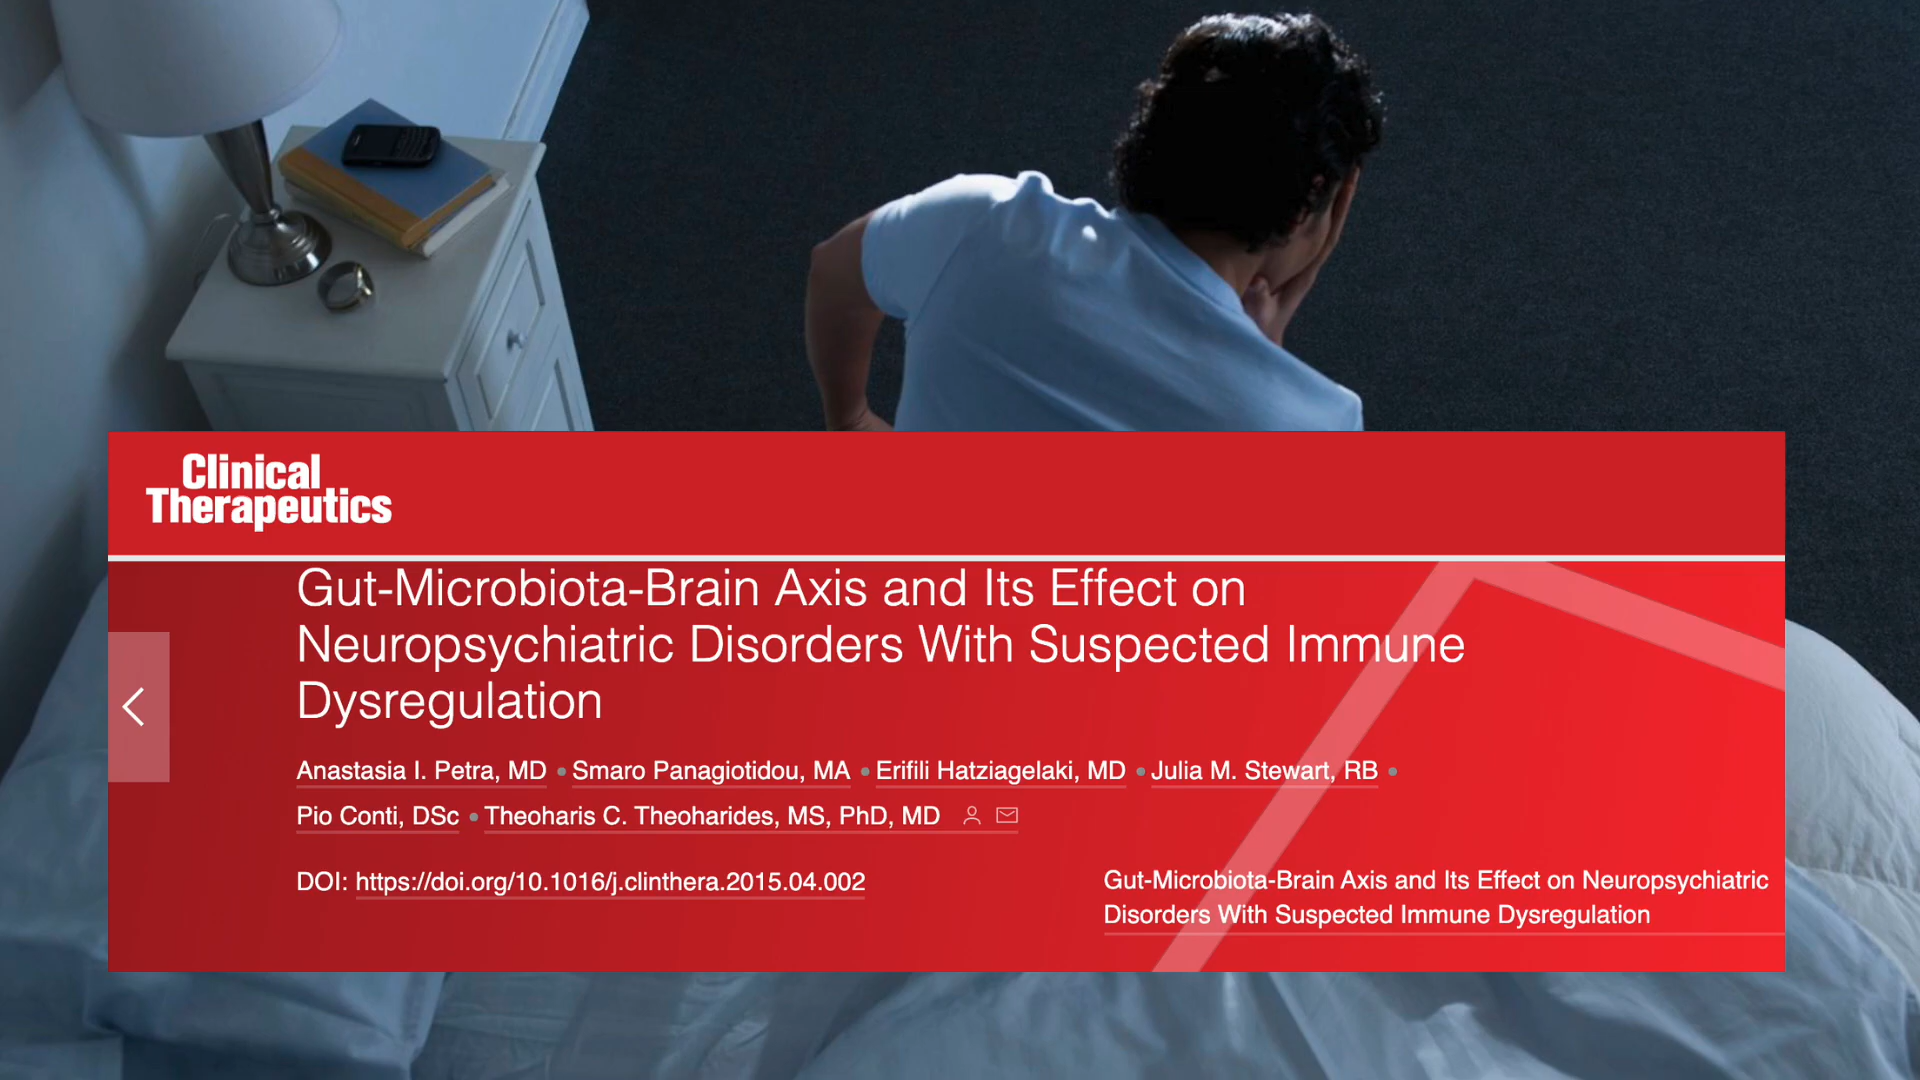 Clinical
Therapeutics
Gut-Microbiota-Brain Axis and Its Effect on
Neuropsychiatric Disorders With Suspected Immune
Dysregulation
Anastasia I. Petra, MD • Smaro Panagiotidou, MA • Erifili Hatziagelaki, MD • Julia M. Stewart, RB •
Pio Conti, DSc • Theoharis C. Theoharides, MS, PhD, MD
DOI: https://doi.org/10.1016/j.clinthera.2015.04.002
Gut-Microbiota-Brain Axis and Its Effect on Neuropsychiatric
Disorders With Suspected Immune Dysregulation